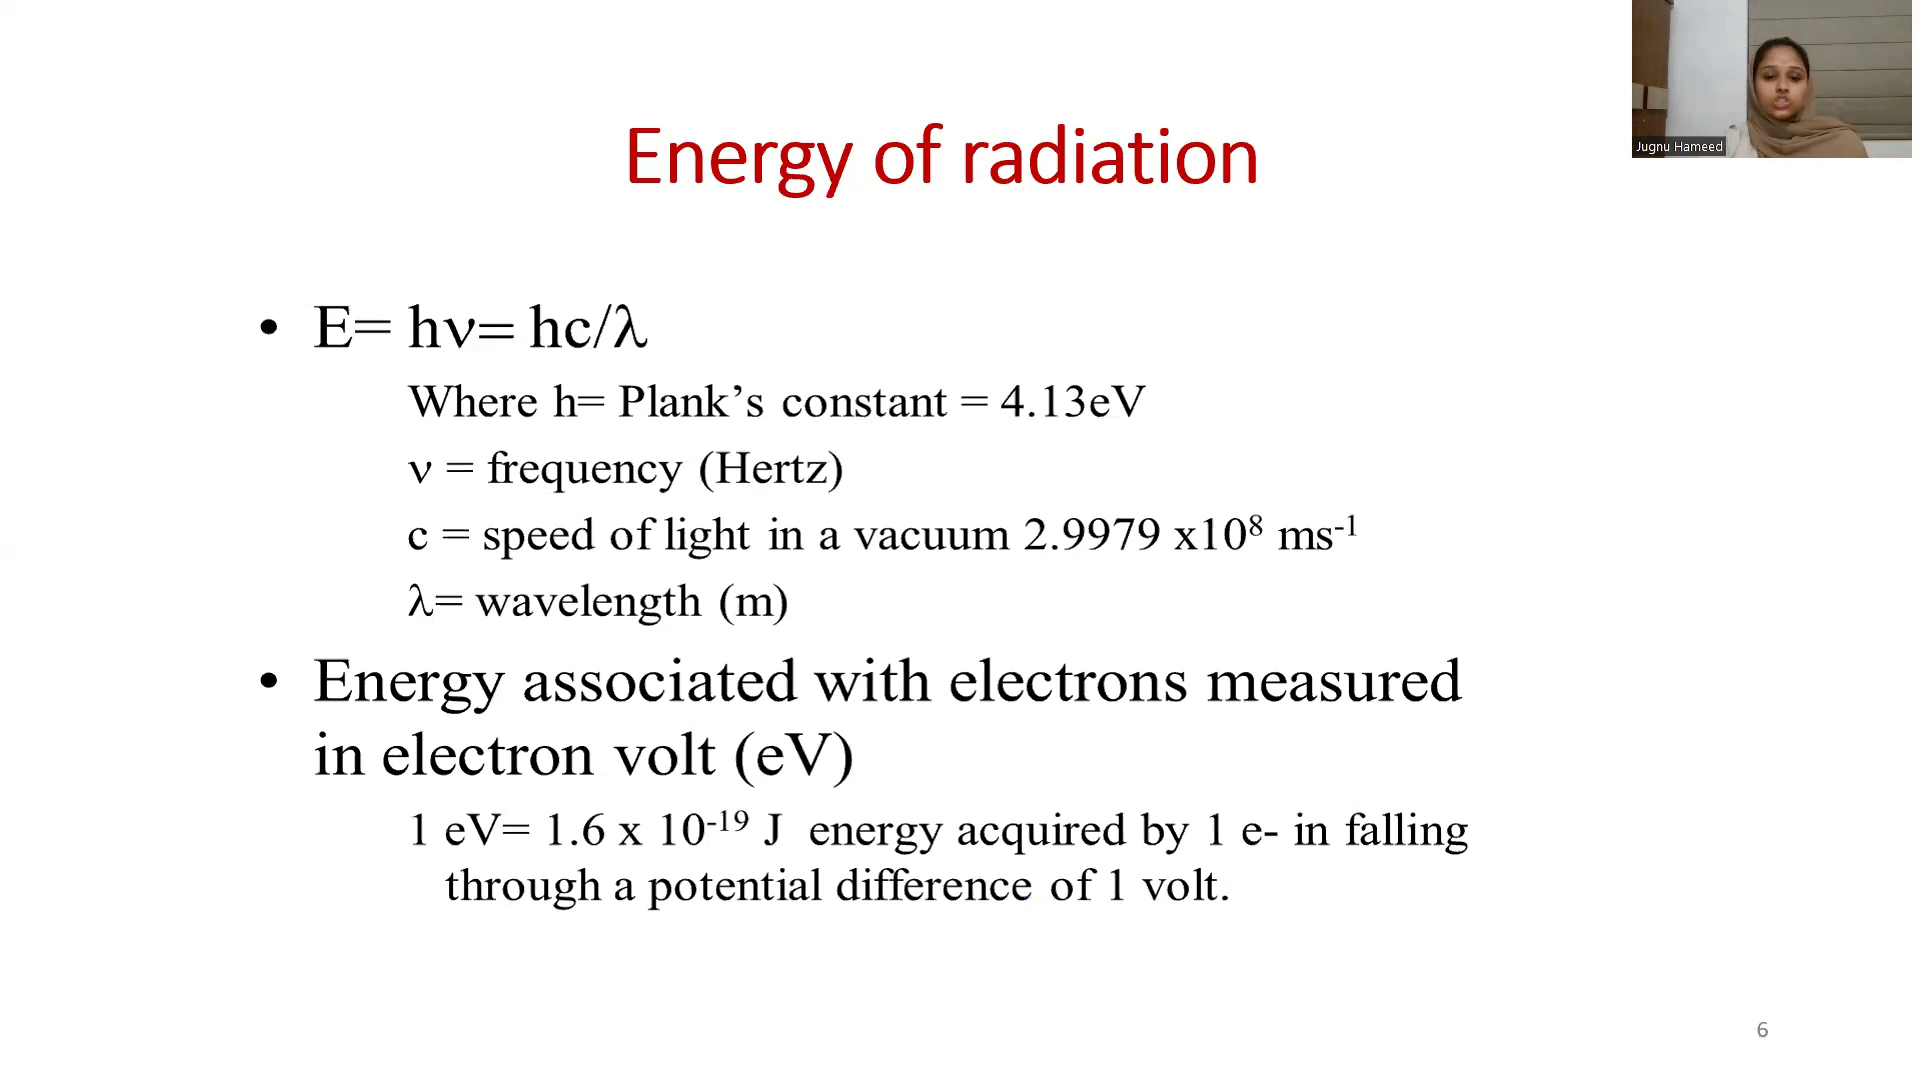 Jugnu Hameed
Energy of radiation
• E= hν= hc/λ
Where h= Plank’s constant = 4.13eV
ν = frequency (Hertz)
c = speed of light in a vacuum 2.9979 x10⁸ ms⁻¹
λ= wavelength (m)
• Energy associated with electrons measured
in electron volt (eV)
1 eV= 1.6 x 10⁻¹⁹ J energy acquired by 1 e- in falling
through a potential difference of 1 volt.
6